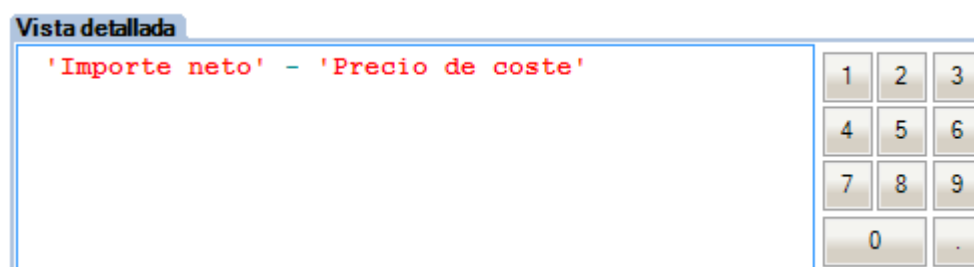 Vista detallada
'Importe neto' - 'Precio de coste'
1 2 3
4 5 6
7 8 9
0 .